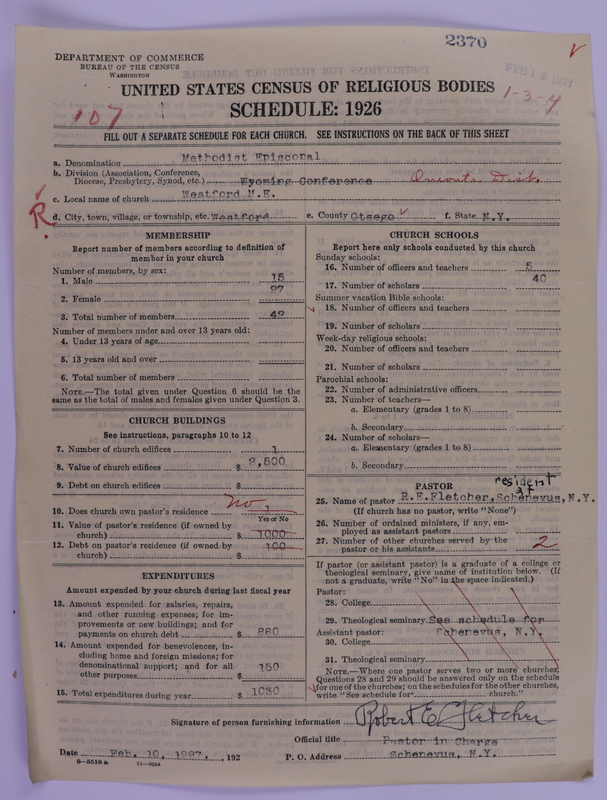 2370
DEPARTMENT OF COMMERCE
BUREAU OF THE CENSUS
WASHINGTON
UNITED STATES CENSUS OF RELIGIOUS BODIES
1-3-4
SCHEDULE: 1926
107
FILL OUT A SEPARATE SCHEDULE FOR EACH CHURCH. SEE INSTRUCTIONS ON THE BACK OF THIS SHEET
a. Denomination Methodist Episcopal
b. Division (Association, Conference,
Diocese, Presbytery, Synod, etc.) Wyoming Conference Oneonta Dist.
c. Local name of church Westford M.E.
R. d. City, town, village, or township, etc. Westford e. County Otsego f. State N.Y.
MEMBERSHIP
Report number of members according to definition of
member in your church
Number of members, by sex:
1. Male 15
27
2. Female
3. Total number of members 42
Number of members under and over 13 years old:
4. Under 13 years of age
5. 13 years old and over
6. Total number of members
NOTE.—The total given under Question 6 should be the
same as the total of males and females given under Question 3.
CHURCH BUILDINGS
See instructions, paragraphs 10 to 12
7. Number of church edifices 1
8. Value of church edifices $ 2,500
9. Debt on church edifices $
10. Does church own pastor's residence no,
Yes or No
11. Value of pastor's residence (if owned by
church) $ 1000
12. Debt on pastor's residence (if owned by 100
church) $
EXPENDITURES
Amount expended by your church during last fiscal year
13. Amount expended for salaries, repairs,
and other running expenses; for im-
provements or new buildings; and for
payments on church debt $ 880
14. Amount expended for benevolences, in-
cluding home and foreign missions; for
denominational support; and for all 150
other purposes $
15. Total expenditures during year $ 1030
CHURCH SCHOOLS
Report here only schools conducted by this church
Sunday schools:
16. Number of officers and teachers 5
40
17. Number of scholars
Summer vacation Bible schools:
18. Number of officers and teachers
19. Number of scholars
Week-day religious schools:
20. Number of officers and teachers
21. Number of scholars
Parochial schools:
22. Number of administrative officers
23. Number of teachers—
a. Elementary (grades 1 to 8)
b. Secondary
24. Number of scholars—
a. Elementary (grades 1 to 8)
b. Secondary
PASTOR resident
at
25. Name of pastor R.E.Fletcher, Schenevus, N.Y.
(If church has no pastor, write "None")
26. Number of ordained ministers, if any, em-
ployed as assistant pastors
27. Number of other churches served by the
pastor or his assistants 2
If pastor (or assistant pastor) is a graduate of a college or
theological seminary, give name of institution below. (If
not a graduate, write "No" in the space indicated.)
Pastor:
28. College
29. Theological seminary See schedule for
Assistant pastor: Schenevus, N.Y.
30. College
31. Theological seminary
NOTE.—Where one pastor serves two or more churches,
Questions 28 and 29 should be answered only on the schedule
for one of the churches; on the schedules for the other churches,
write "See schedule for church."
Signature of person furnishing information Robert E Fletcher
Official title Pastor in Charge
Date Feb. 10, 1927. , 192 P. O. Address Schenevus, N.Y.
8—5518 a 11—9034